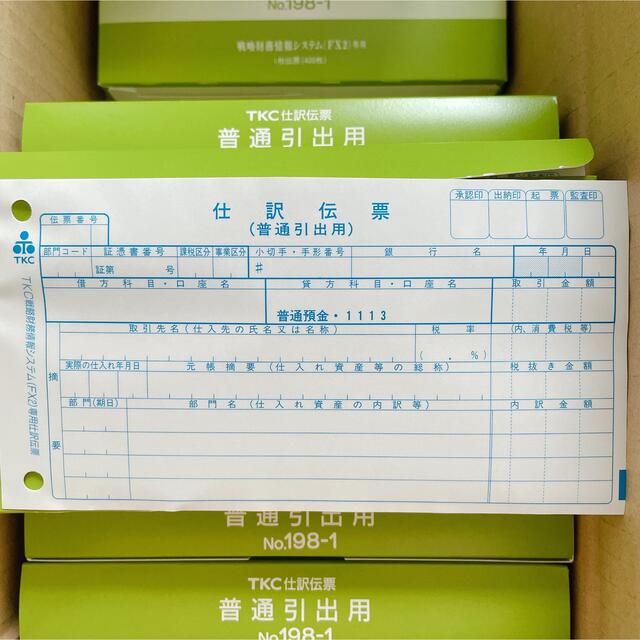 No.198-1
戦略財務情報システム(FX2)専用
1枚出票(400枚)
TKC仕訳伝票
普通引出用
仕訳伝票
(普通引出用)
承認印 出納印 起票 監査印
伝票番号
TKC
部門コード 証憑書番号 課税区分 事業区分 小切手・手形番号 銀行名 年月日
証第 号 #
借方科目・口座名 貸方科目・口座名 取引金額
普通預金・1113
取引先名(仕入先の氏名又は名称) 税率 (内、消費税等)
( . %)
実際の仕入れ年月日 元帳摘要(仕入れ資産等の総称) 税抜き金額
摘要
部門(期日) 部門名(仕入れ資産の内訳等) 内訳金額
TKC戦略財務情報システム(FX2)専用仕訳伝票
普通引出用
No.198-1
TKC仕訳伝票
普通引出用
No.198-1